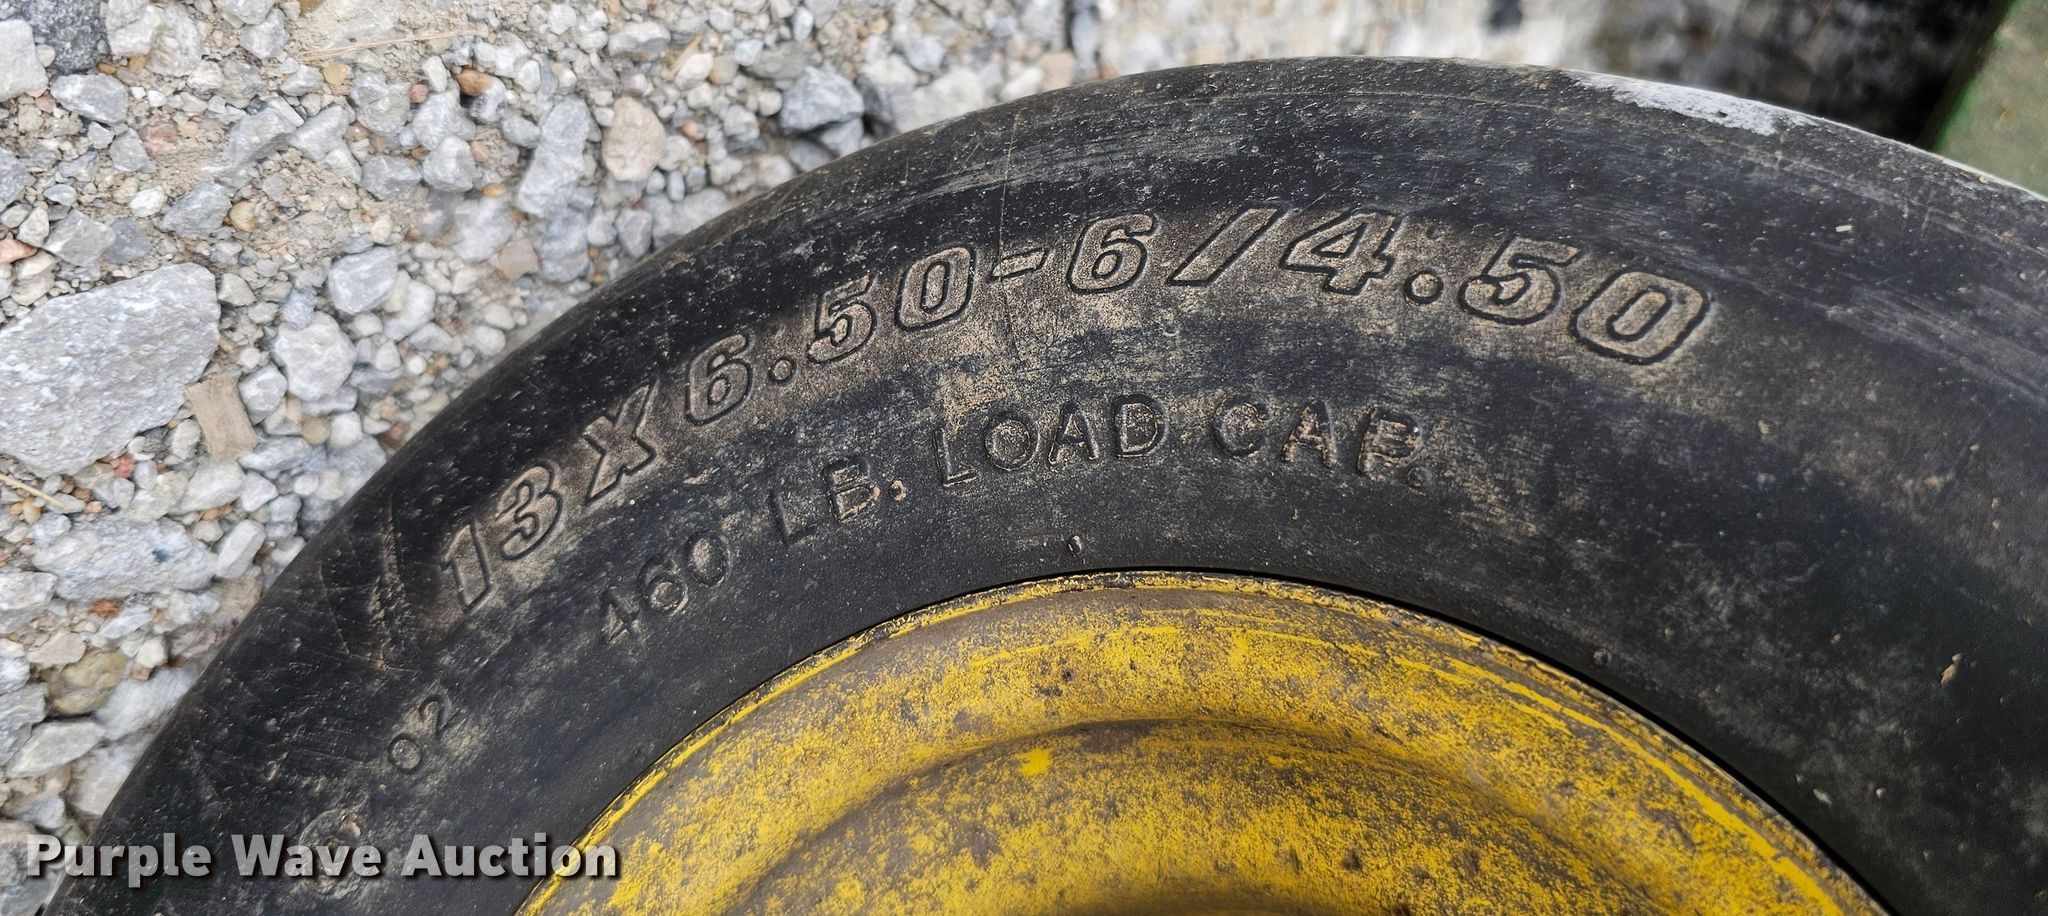 13X6.50-6/4.50
460 LB. LOAD CAP.
02
Purple Wave Auction